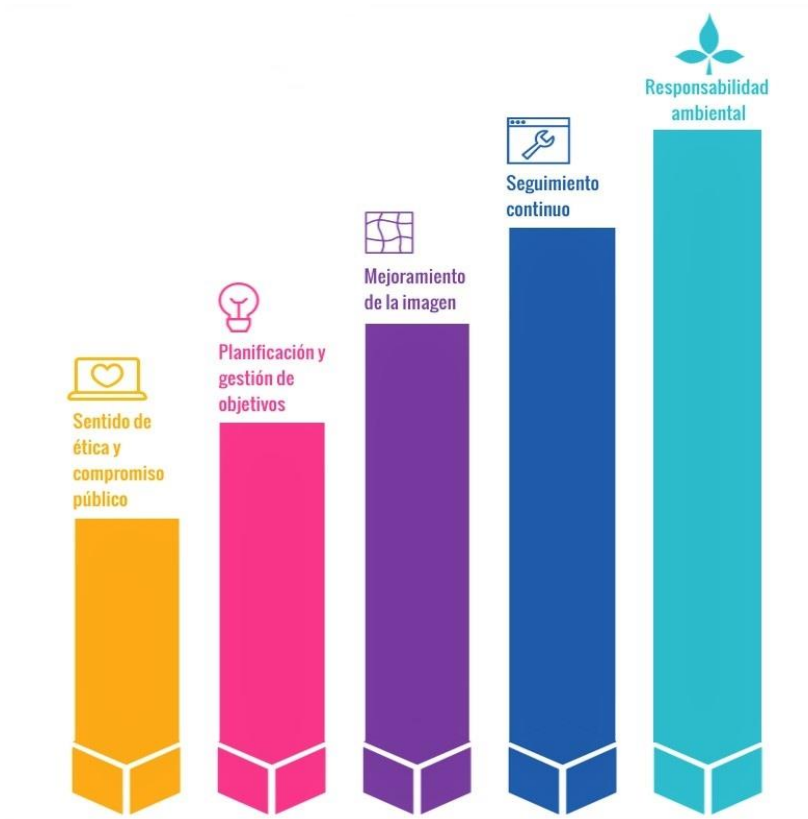 Sentido de
ética y
compromiso
público
Planificación y
gestión de
objetivos
Mejoramiento
de la imagen
Seguimiento
continuo
Responsabilidad
ambiental